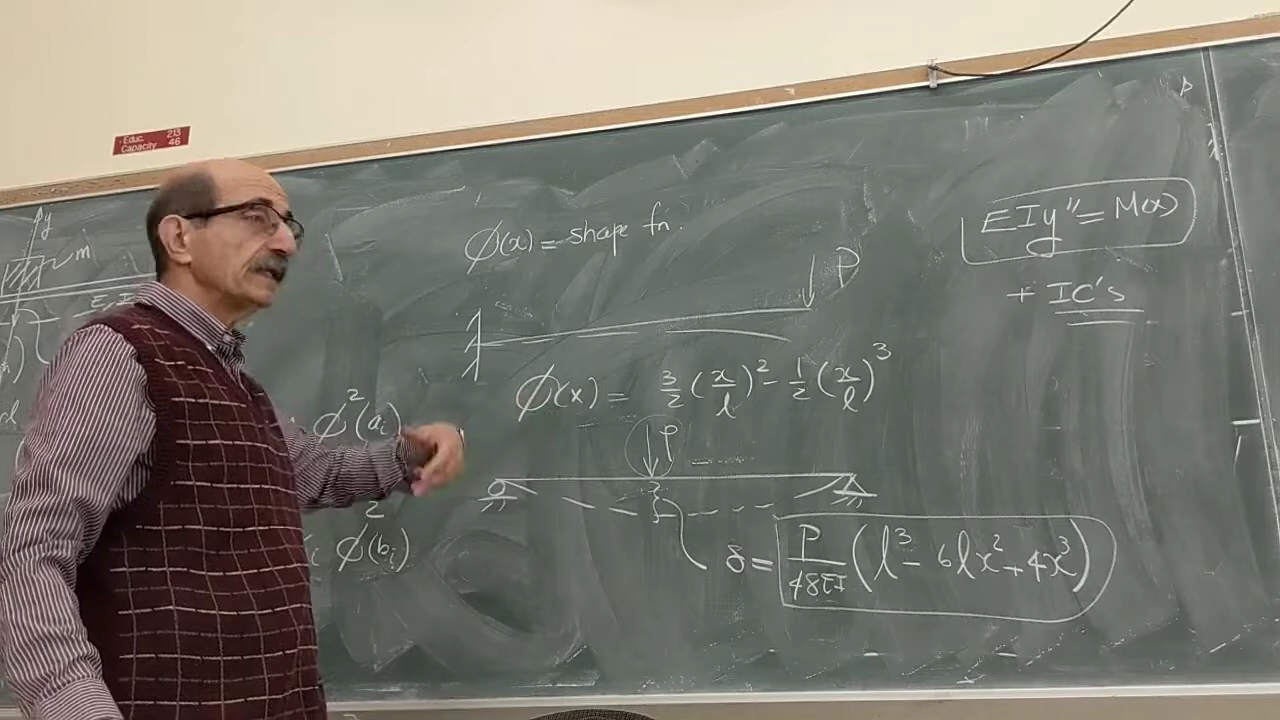 Educ. 213
Capacity 46
y
m
E, I
φ(x) = shape fn.
P
EIy" = M(x)
+ IC's
φ(x) = 3/2 (x/l)² - 1/2 (x/l)³
φ²(aᵢ)
P
φ²(bᵢ)
δ = P/48EI (l³ - 6lx² + 4x³)